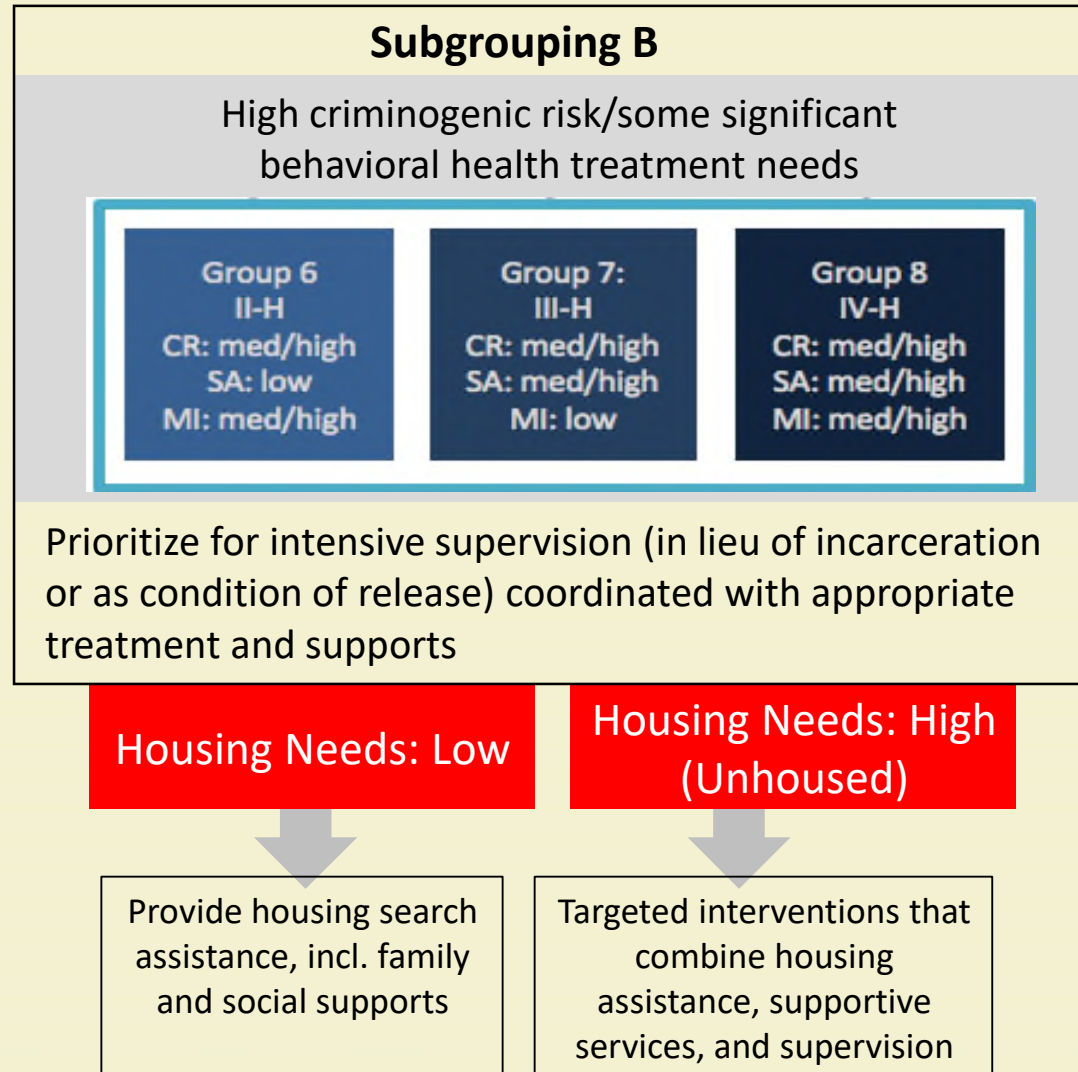 Subgrouping B
High criminogenic risk/some significant
behavioral health treatment needs
Group 6
II-H
CR: med/high
SA: low
MI: med/high
Group 7:
III-H
CR: med/high
SA: med/high
MI: low
Group 8
IV-H
CR: med/high
SA: med/high
MI: med/high
Prioritize for intensive supervision (in lieu of incarceration
or as condition of release) coordinated with appropriate
treatment and supports
Housing Needs: Low
Housing Needs: High
(Unhoused)
Provide housing search
assistance, incl. family
and social supports
Targeted interventions that
combine housing
assistance, supportive
services, and supervision